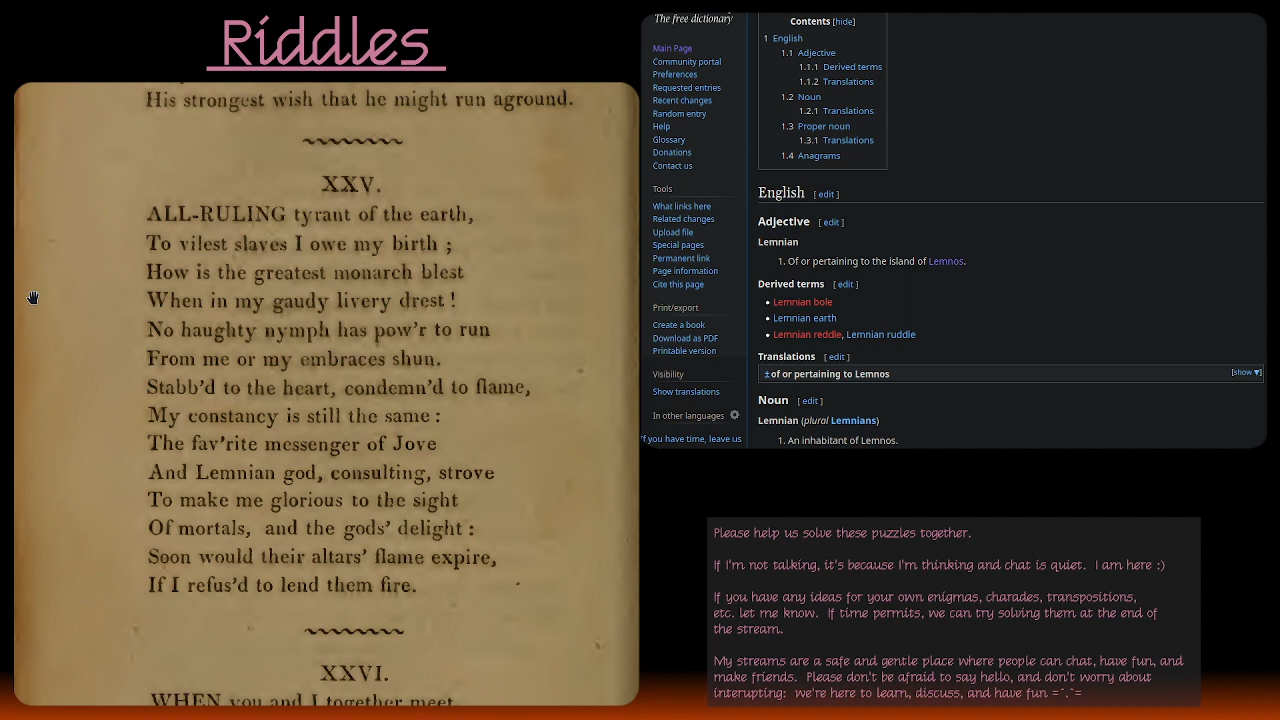 Riddles
His strongest wish that he might run aground.
XXV.
ALL-RULING tyrant of the earth,
To vilest slaves I owe my birth ;
How is the greatest monarch blest
When in my gaudy livery drest !
No haughty nymph has pow'r to run
From me or my embraces shun.
Stabb'd to the heart, condemn'd to flame,
My constancy is still the same :
The fav'rite messenger of Jove
And Lemnian god, consulting, strove
To make me glorious to the sight
Of mortals, and the gods' delight :
Soon would their altars' flame expire,
If I refus'd to lend them fire.
XXVI.
WHEN you and I together meet
The free dictionary
Main Page
Community portal
Preferences
Requested entries
Recent changes
Random entry
Help
Glossary
Donations
Contact us
Tools
What links here
Related changes
Upload file
Special pages
Permanent link
Page information
Cite this page
Print/export
Create a book
Download as PDF
Printable version
Visibility
Show translations
In other languages
If you have time, leave us
Contents [hide]
1 English
1.1 Adjective
1.1.1 Derived terms
1.1.2 Translations
1.2 Noun
1.2.1 Translations
1.3 Proper noun
1.3.1 Translations
1.4 Anagrams
English [ edit ]
Adjective [ edit ]
Lemnian
1. Of or pertaining to the island of Lemnos.
Derived terms [ edit ]
• Lemnian bole
• Lemnian earth
• Lemnian reddle, Lemnian ruddle
Translations [ edit ]
±of or pertaining to Lemnos [show ▼]
Noun [ edit ]
Lemnian (plural Lemnians)
1. An inhabitant of Lemnos.
Please help us solve these puzzles together.
If I'm not talking, it's because I'm thinking and chat is quiet. I am here :)
If you have any ideas for your own enigmas, charades, transpositions,
etc. let me know. If time permits, we can try solving them at the end of
the stream.
My streams are a safe and gentle place where people can chat, have fun, and
make friends. Please don't be afraid to say hello, and don't worry about
interupting: we're here to learn, discuss, and have fun =^.^=